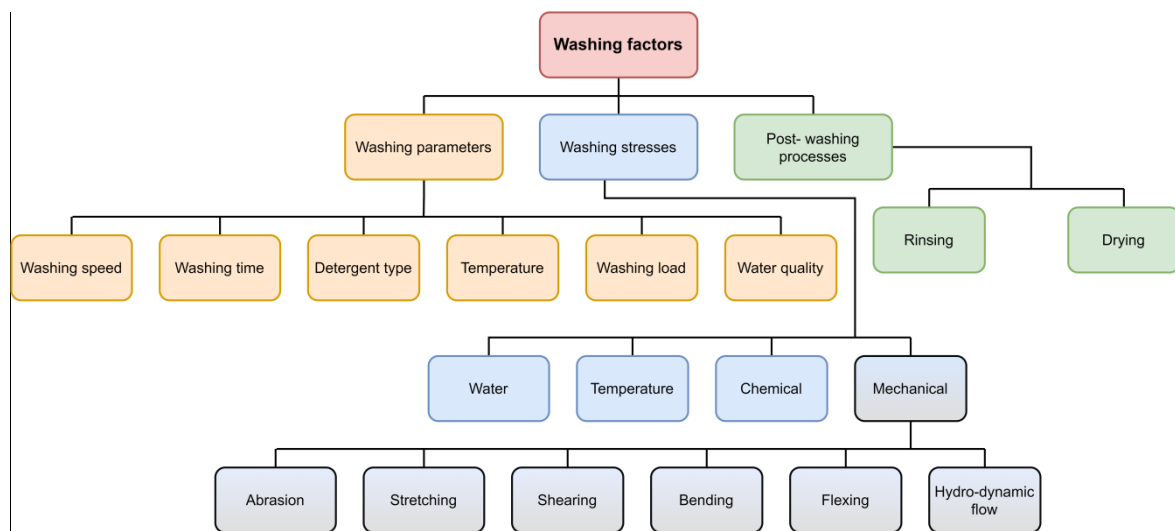 Washing factors
Washing parameters
Washing stresses
Post- washing
processes
Rinsing
Drying
Washing speed
Washing time
Detergent type
Temperature
Washing load
Water quality
Water
Temperature
Chemical
Mechanical
Abrasion
Stretching
Shearing
Bending
Flexing
Hydro-dynamic
flow